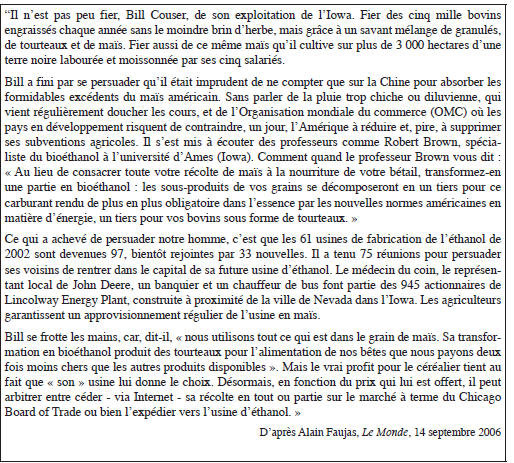 “Il n’est pas peu fier, Bill Couser, de son exploitation de l’Iowa. Fier des cinq mille bovins
engraissés chaque année sans le moindre brin d’herbe, mais grâce à un savant mélange de granulés,
de tourteaux et de maïs. Fier aussi de ce même maïs qu’il cultive sur plus de 3 000 hectares d’une
terre noire labourée et moissonnée par ses cinq salariés.
Bill a fini par se persuader qu’il était imprudent de ne compter que sur la Chine pour absorber les
formidables excédents du maïs américain. Sans parler de la pluie trop chiche ou diluvienne, qui
vient régulièrement doucher les cours, et de l’Organisation mondiale du commerce (OMC) où les
pays en développement risquent de contraindre, un jour, l’Amérique à réduire et, pire, à supprimer
ses subventions agricoles. Il s’est mis à écouter des professeurs comme Robert Brown, spécia-
liste du bioéthanol à l’université d’Ames (Iowa). Comment quand le professeur Brown vous dit :
« Au lieu de consacrer toute votre récolte de maïs à la nourriture de votre bétail, transformez-en
une partie en bioéthanol : les sous-produits de vos grains se décomposeront en un tiers pour ce
carburant rendu de plus en plus obligatoire dans l’essence par les nouvelles normes américaines en
matière d’énergie, un tiers pour vos bovins sous forme de tourteaux. »
Ce qui a achevé de persuader notre homme, c’est que les 61 usines de fabrication de l’éthanol de
2002 sont devenues 97, bientôt rejointes par 33 nouvelles. Il a tenu 75 réunions pour persuader
ses voisins de rentrer dans le capital de sa future usine d’éthanol. Le médecin du coin, le représen-
tant local de John Deere, un banquier et un chauffeur de bus font partie des 945 actionnaires de
Lincolway Energy Plant, construite à proximité de la ville de Nevada dans l’Iowa. Les agriculteurs
garantissent un approvisionnement régulier de l’usine en maïs.
Bill se frotte les mains, car, dit-il, « nous utilisons tout ce qui est dans le grain de maïs. Sa transfor-
mation en bioéthanol produit des tourteaux pour l’alimentation de nos bêtes que nous payons deux
fois moins chers que les autres produits disponibles ». Mais le vrai profit pour le céréalier tient au
fait que « son » usine lui donne le choix. Désormais, en fonction du prix qui lui est offert, il peut
arbitrer entre céder - via Internet - sa récolte en tout ou partie sur le marché à terme du Chicago
Board of Trade ou bien l’expédier vers l’usine d’éthanol. »
D’après Alain Faujas, Le Monde, 14 septembre 2006